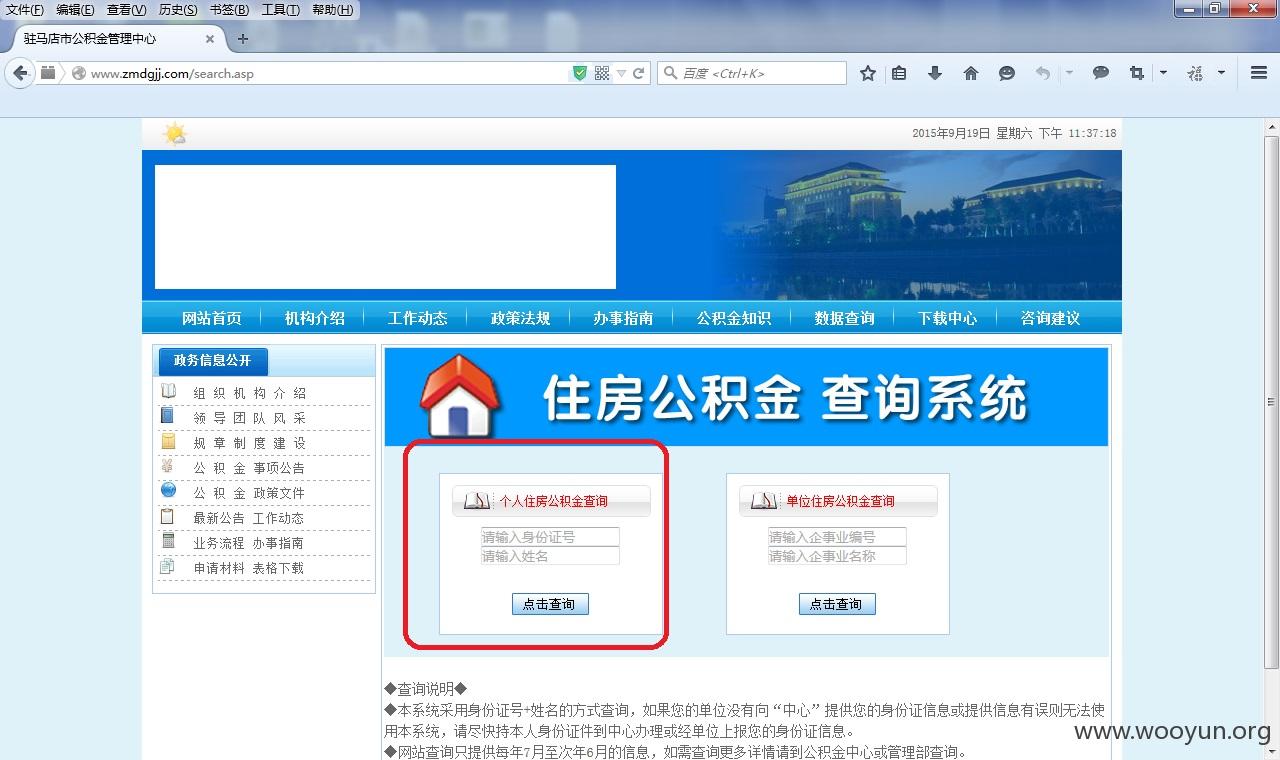 文件(F) 编辑(E) 查看(V) 历史(S) 书签(B) 工具(T) 帮助(H)
驻马店市公积金管理中心
www.zmdgjj.com/search.asp
百度 <Ctrl+K>
2015年9月19日 星期六 下午 11:37:18
网站首页 机构介绍 工作动态 政策法规 办事指南 公积金知识 数据查询 下载中心 咨询建议
政务信息公开
组 织 机 构 介 绍
领 导 团 队 风 采
规 章 制 度 建 设
公 积 金 事项公告
公 积 金 政策文件
最新公告 工作动态
业务流程 办事指南
申请材料 表格下载
住房公积金 查询系统
个人住房公积金查询
请输入身份证号
请输入姓名
点击查询
单位住房公积金查询
请输入企事业编号
请输入企事业名称
点击查询
◆查询说明◆
◆本系统采用身份证号+姓名的方式查询，如果您的单位没有向“中心”提供您的身份证信息或提供信息有误则无法使
用本系统，请尽快持本人身份证件到中心办理或经单位上报您的身份证信息。
◆网站查询只提供每年7月至次年6月的信息，如需查询更多详情请到公积金中心或管理部查询。
www.wooyun.org